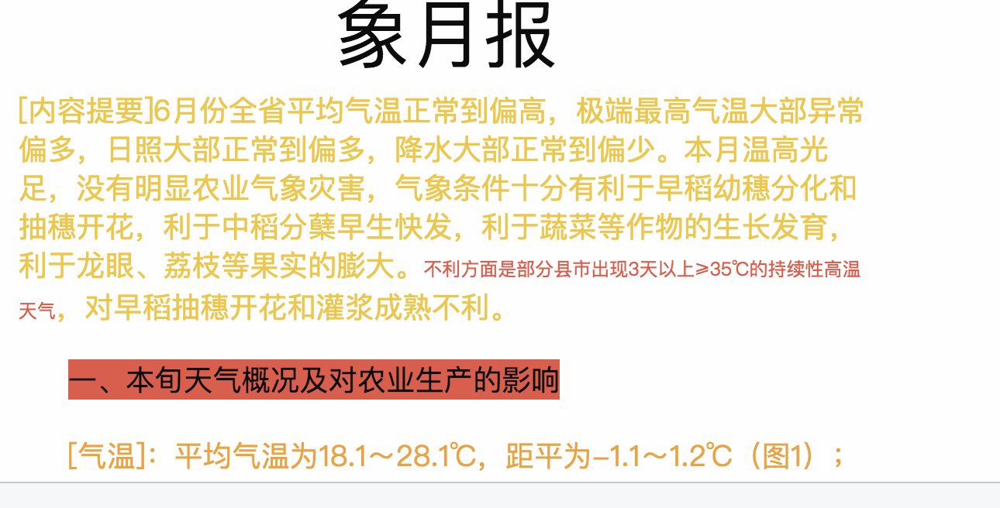 象月报
[内容提要]6月份全省平均气温正常到偏高，极端最高气温大部异常
偏多，日照大部正常到偏多，降水大部正常到偏少。本月温高光
足，没有明显农业气象灾害，气象条件十分有利于早稻幼穗分化和
抽穗开花，利于中稻分蘖早生快发，利于蔬菜等作物的生长发育，
利于龙眼、荔枝等果实的膨大。不利方面是部分县市出现3天以上≥35℃的持续性高温
天气，对早稻抽穗开花和灌浆成熟不利。
一、本旬天气概况及对农业生产的影响
[气温]：平均气温为18.1～28.1℃，距平为–1.1～1.2℃（图1）；